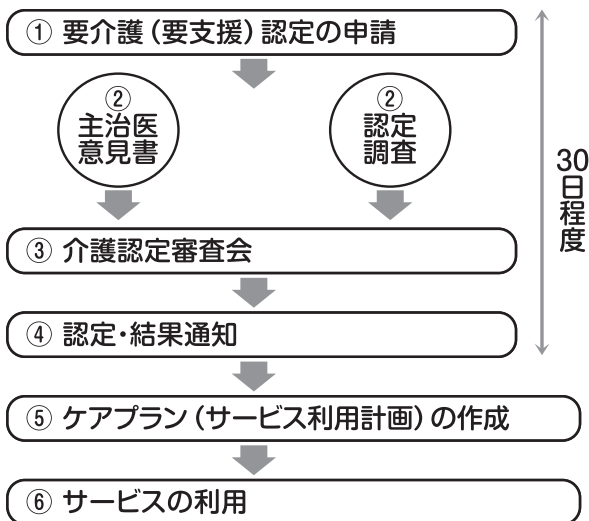 ① 要介護(要支援)認定の申請
②
主治医
意見書
②
認定
調査
③ 介護認定審査会
④ 認定・結果通知
⑤ ケアプラン(サービス利用計画)の作成
⑥ サービスの利用
30日程度